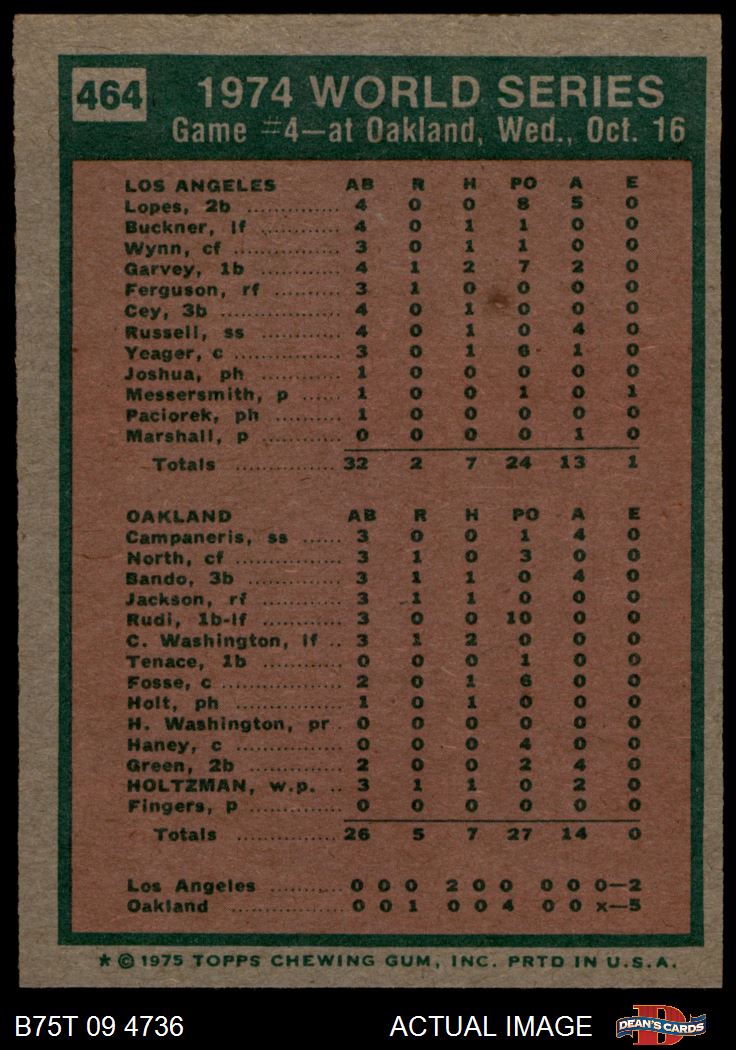 464
1974 WORLD SERIES
Game #4—at Oakland, Wed., Oct. 16
LOS ANGELES AB R H PO A E
Lopes, 2b .............. 4 0 0 8 5 0
Buckner, lf ............ 4 0 1 1 0 0
Wynn, cf ............... 3 0 1 1 0 0
Garvey, 1b ............. 4 1 2 7 2 0
Ferguson, rf ........... 3 1 0 0 0 0
Cey, 3b ................ 4 0 1 0 0 0
Russell, ss ............ 4 0 1 0 4 0
Yeager, c .............. 3 0 1 6 1 0
Joshua, ph ............. 1 0 0 0 0 0
Messersmith, p ..... 1 0 0 1 0 1
Paciorek, ph .......... 1 0 0 0 0 0
Marshall, p ............ 0 0 0 0 1 0
Totals ............... 32 2 7 24 13 1
OAKLAND AB R H PO A E
Campaneris, ss ...... 3 0 0 1 4 0
North, cf ............... 3 1 0 3 0 0
Bando, 3b .............. 3 1 1 0 4 0
Jackson, rf ............ 3 1 1 0 0 0
Rudi, 1b-lf ............ 3 0 0 10 0 0
C. Washington, lf .. 3 1 2 0 0 0
Tenace, 1b ............ 0 0 0 1 0 0
Fosse, c ................ 2 0 1 6 0 0
Holt, ph ................ 1 0 1 0 0 0
H. Washington, pr .. 0 0 0 0 0 0
Haney, c ............... 0 0 0 4 0 0
Green, 2b .............. 2 0 0 2 4 0
HOLTZMAN, w.p. .. 3 1 1 0 2 0
Fingers, p ............. 0 0 0 0 0 0
Totals ............... 26 5 7 27 14 0
Los Angeles .......... 0 0 0 2 0 0 0 0 0—2
Oakland ............... 0 0 1 0 0 4 0 0 x—5
* © 1975 TOPPS CHEWING GUM, INC. PRTD IN U.S.A.
B75T 09 4736 ACTUAL IMAGE D DEAN'S CARDS